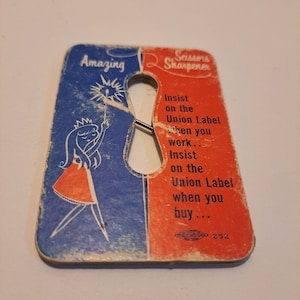 Amazing
Scissors
Sharpener
Insist
on the
Union Label
when you
work..
Insist
on the
Union Label
when you
buy...
252